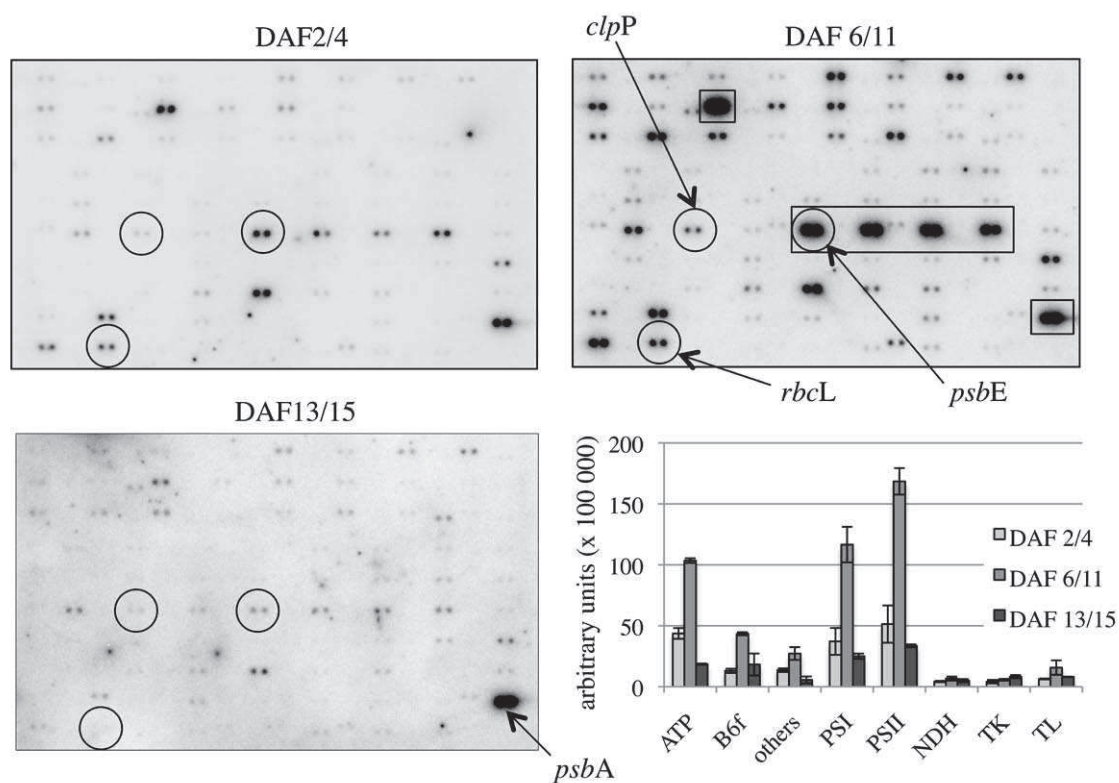 DAF2/4
clpP
DAF 6/11
rbcL
psbE
DAF13/15
psbA
arbitrary units (x 100 000)
200
150
100
50
0
DAF 2/4
DAF 6/11
DAF 13/15
ATP
B6f
others
PSI
PSII
NDH
TK
TL